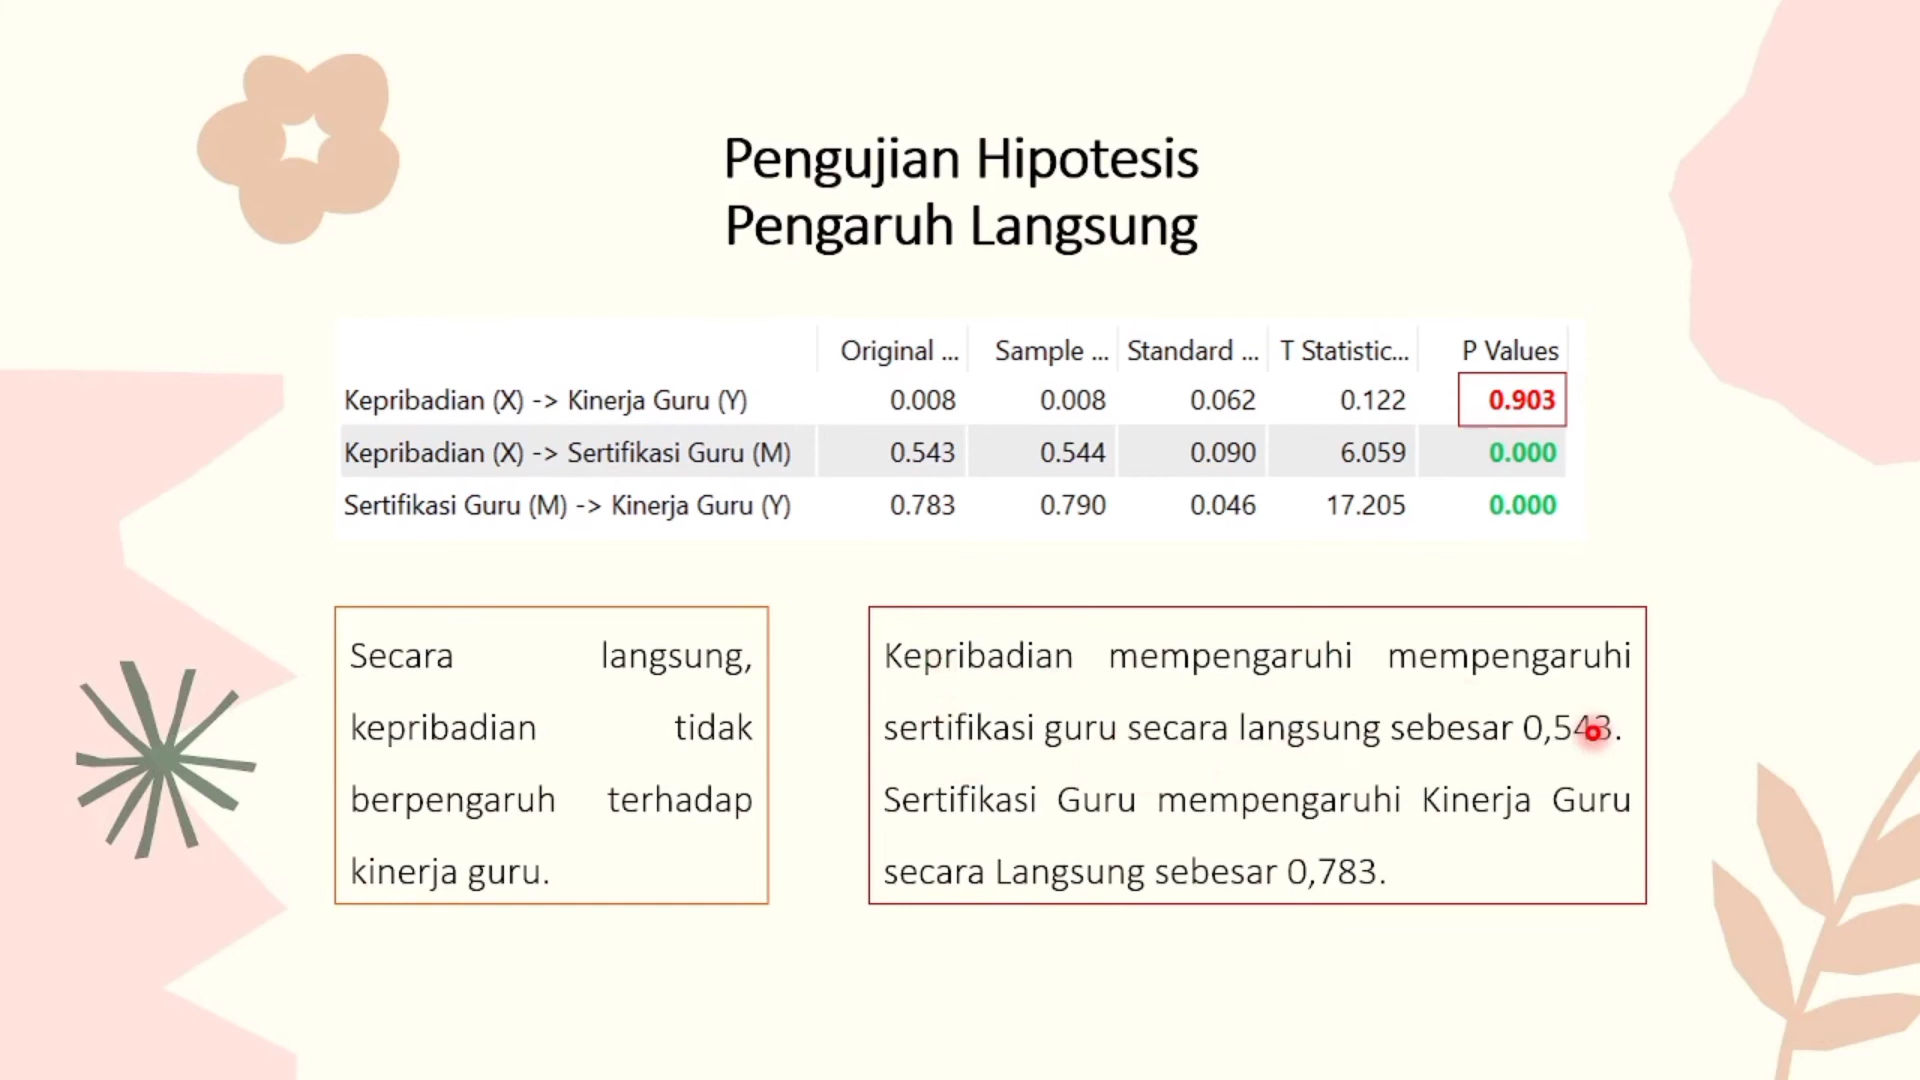 Pengujian Hipotesis
Pengaruh Langsung
Original ... Sample ... Standard ... T Statistic... P Values
Kepribadian (X) -> Kinerja Guru (Y) 0.008 0.008 0.062 0.122 0.903
Kepribadian (X) -> Sertifikasi Guru (M) 0.543 0.544 0.090 6.059 0.000
Sertifikasi Guru (M) -> Kinerja Guru (Y) 0.783 0.790 0.046 17.205 0.000
Secara langsung,
kepribadian tidak
berpengaruh terhadap
kinerja guru.
Kepribadian mempengaruhi mempengaruhi
sertifikasi guru secara langsung sebesar 0,543.
Sertifikasi Guru mempengaruhi Kinerja Guru
secara Langsung sebesar 0,783.